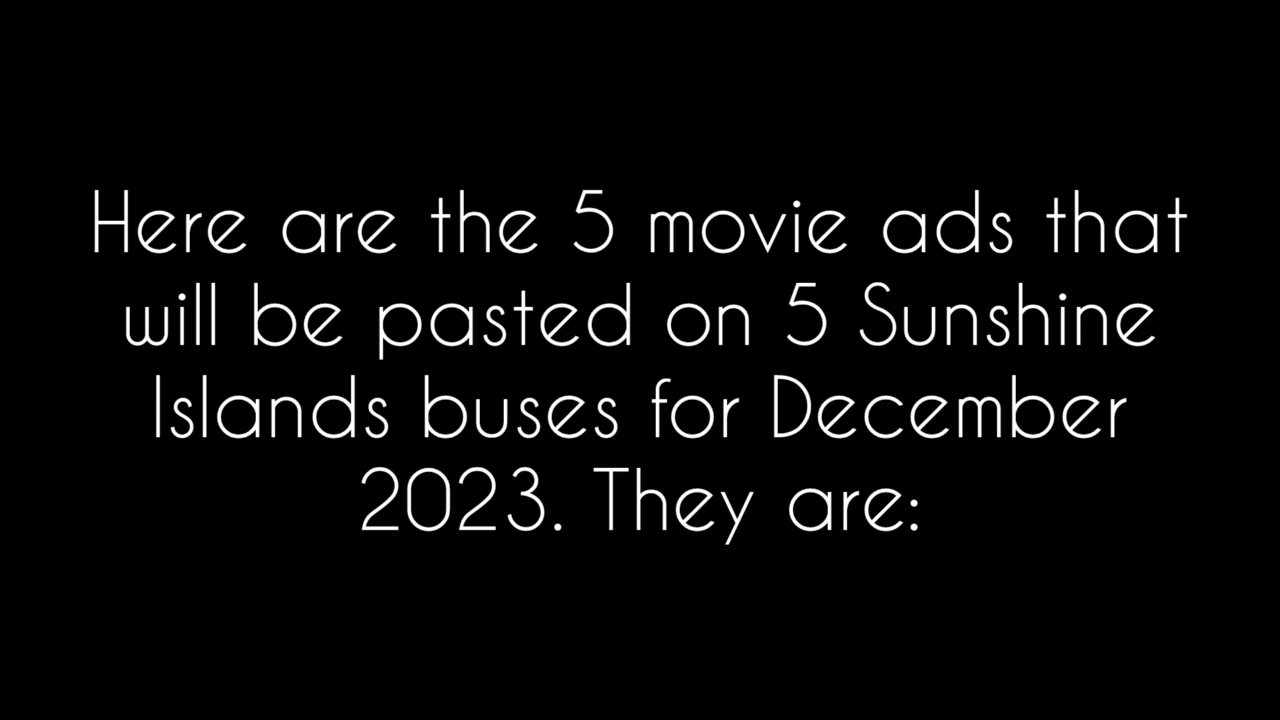 Here are the 5 movie ads that
will be pasted on 5 Sunshine
Islands buses for December
2023. They are: